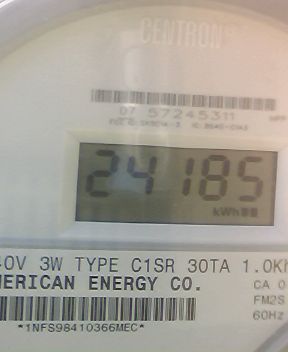 CENTRON®
07 57245311
24185
kWh
40V 3W TYPE C1SR 30TA 1.0Kh
MERICAN ENERGY CO.
CA 0
FM2S
60Hz
*1NFS98410366MEC*